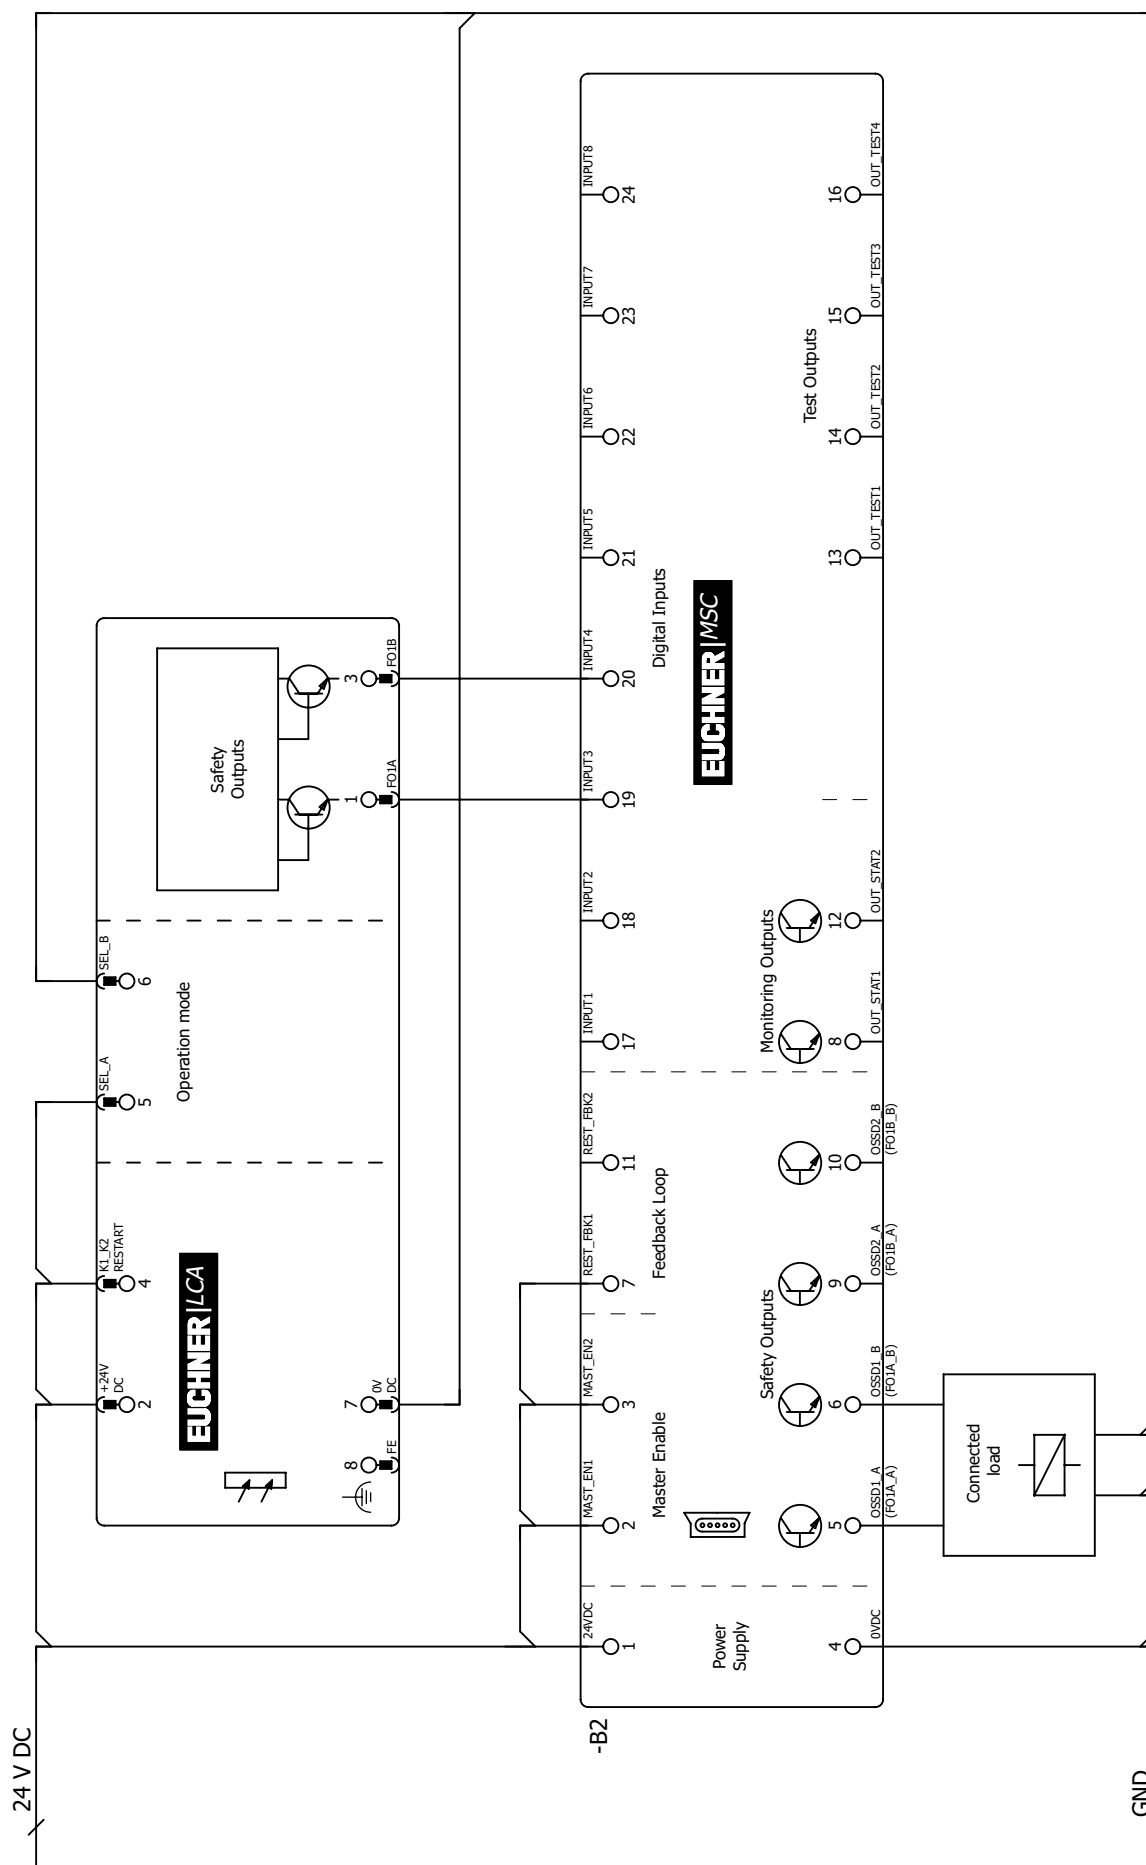 24 V DC
+24V
DC
2
K1_K2
RESTART
4
SEL_A
5
SEL_B
6
EUCHNER|LCA
Operation mode
Safety
Outputs
8
FE
7
0V
DC
1
FO1A
3
FO1B
-B2
24VDC
1
MAST_EN1
2
MAST_EN2
3
REST_FBK1
7
REST_FBK2
11
INPUT1
17
INPUT2
18
INPUT3
19
INPUT4
20
INPUT5
21
INPUT6
22
INPUT7
23
INPUT8
24
Power
Supply
Master Enable
Feedback Loop
Digital Inputs
EUCHNER|MSC
Safety Outputs
Monitoring Outputs
Test Outputs
4
0VDC
5
OSSD1_A
(FO1A_A)
6
OSSD1_B
(FO1A_B)
9
OSSD2_A
(FO1B_A)
10
OSSD2_B
(FO1B_B)
8
OUT_STAT1
12
OUT_STAT2
13
OUT_TEST1
14
OUT_TEST2
15
OUT_TEST3
16
OUT_TEST4
Connected
load
GND